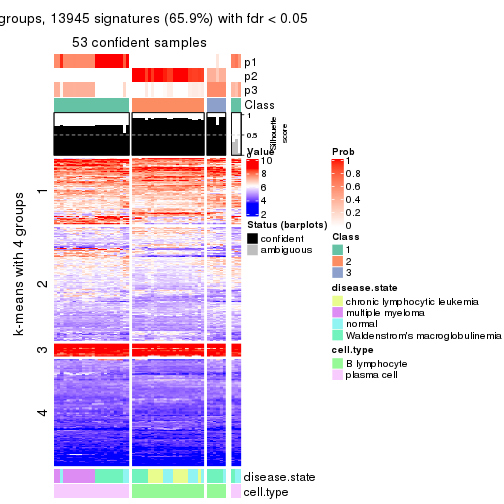 groups, 13945 signatures (65.9%) with fdr < 0.05
53 confident samples
p1
p2
p3
Class
1
0.5
0
Silhouette
score
k-means with 4 groups
1
2
3
4
disease.state
cell.type
Value
10
8
6
4
2
Status (barplots)
confident
ambiguous
Prob
1
0.8
0.6
0.4
0.2
0
Class
1
2
3
disease.state
chronic lymphocytic leukemia
multiple myeloma
normal
Waldenstrom's macroglobulinemia
cell.type
B lymphocyte
plasma cell